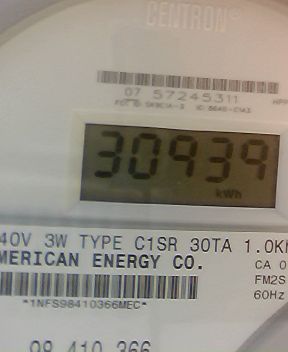 CENTRON®
07 57245311
30939
kWh
40V 3W TYPE C1SR 30TA 1.0K
MERICAN ENERGY CO.
CA 0
FM2S
60Hz
*1NFS98410366MEC*
98 410 366